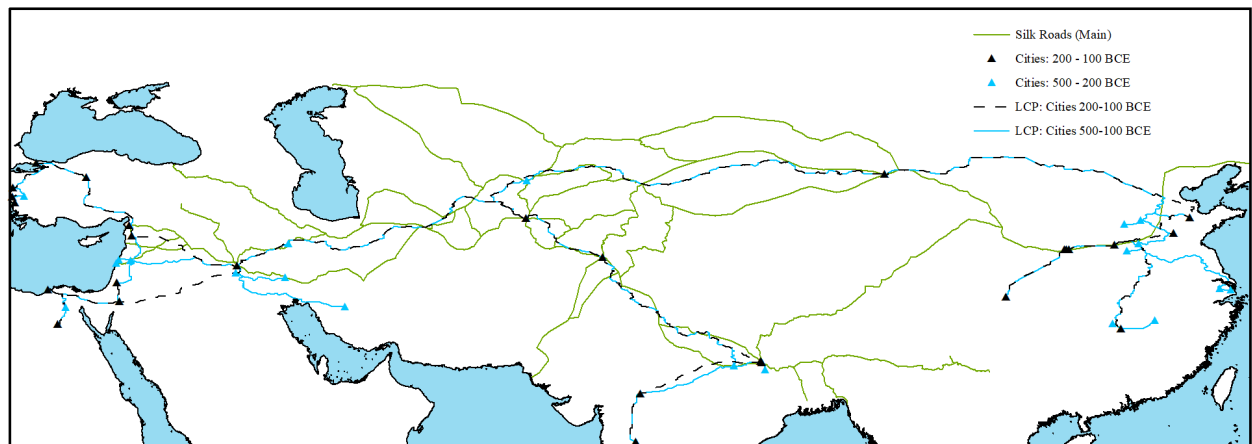 Silk Roads (Main)
Cities: 200 - 100 BCE
Cities: 500 - 200 BCE
LCP: Cities 200-100 BCE
LCP: Cities 500-100 BCE